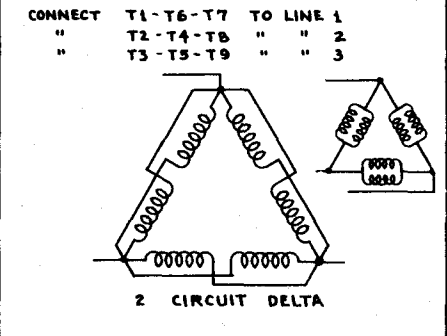 CONNECT T1-T6-T7 TO LINE 1
" T2-T4-T8 " " 2
" T3-T5-T9 " " 3
2 CIRCUIT DELTA